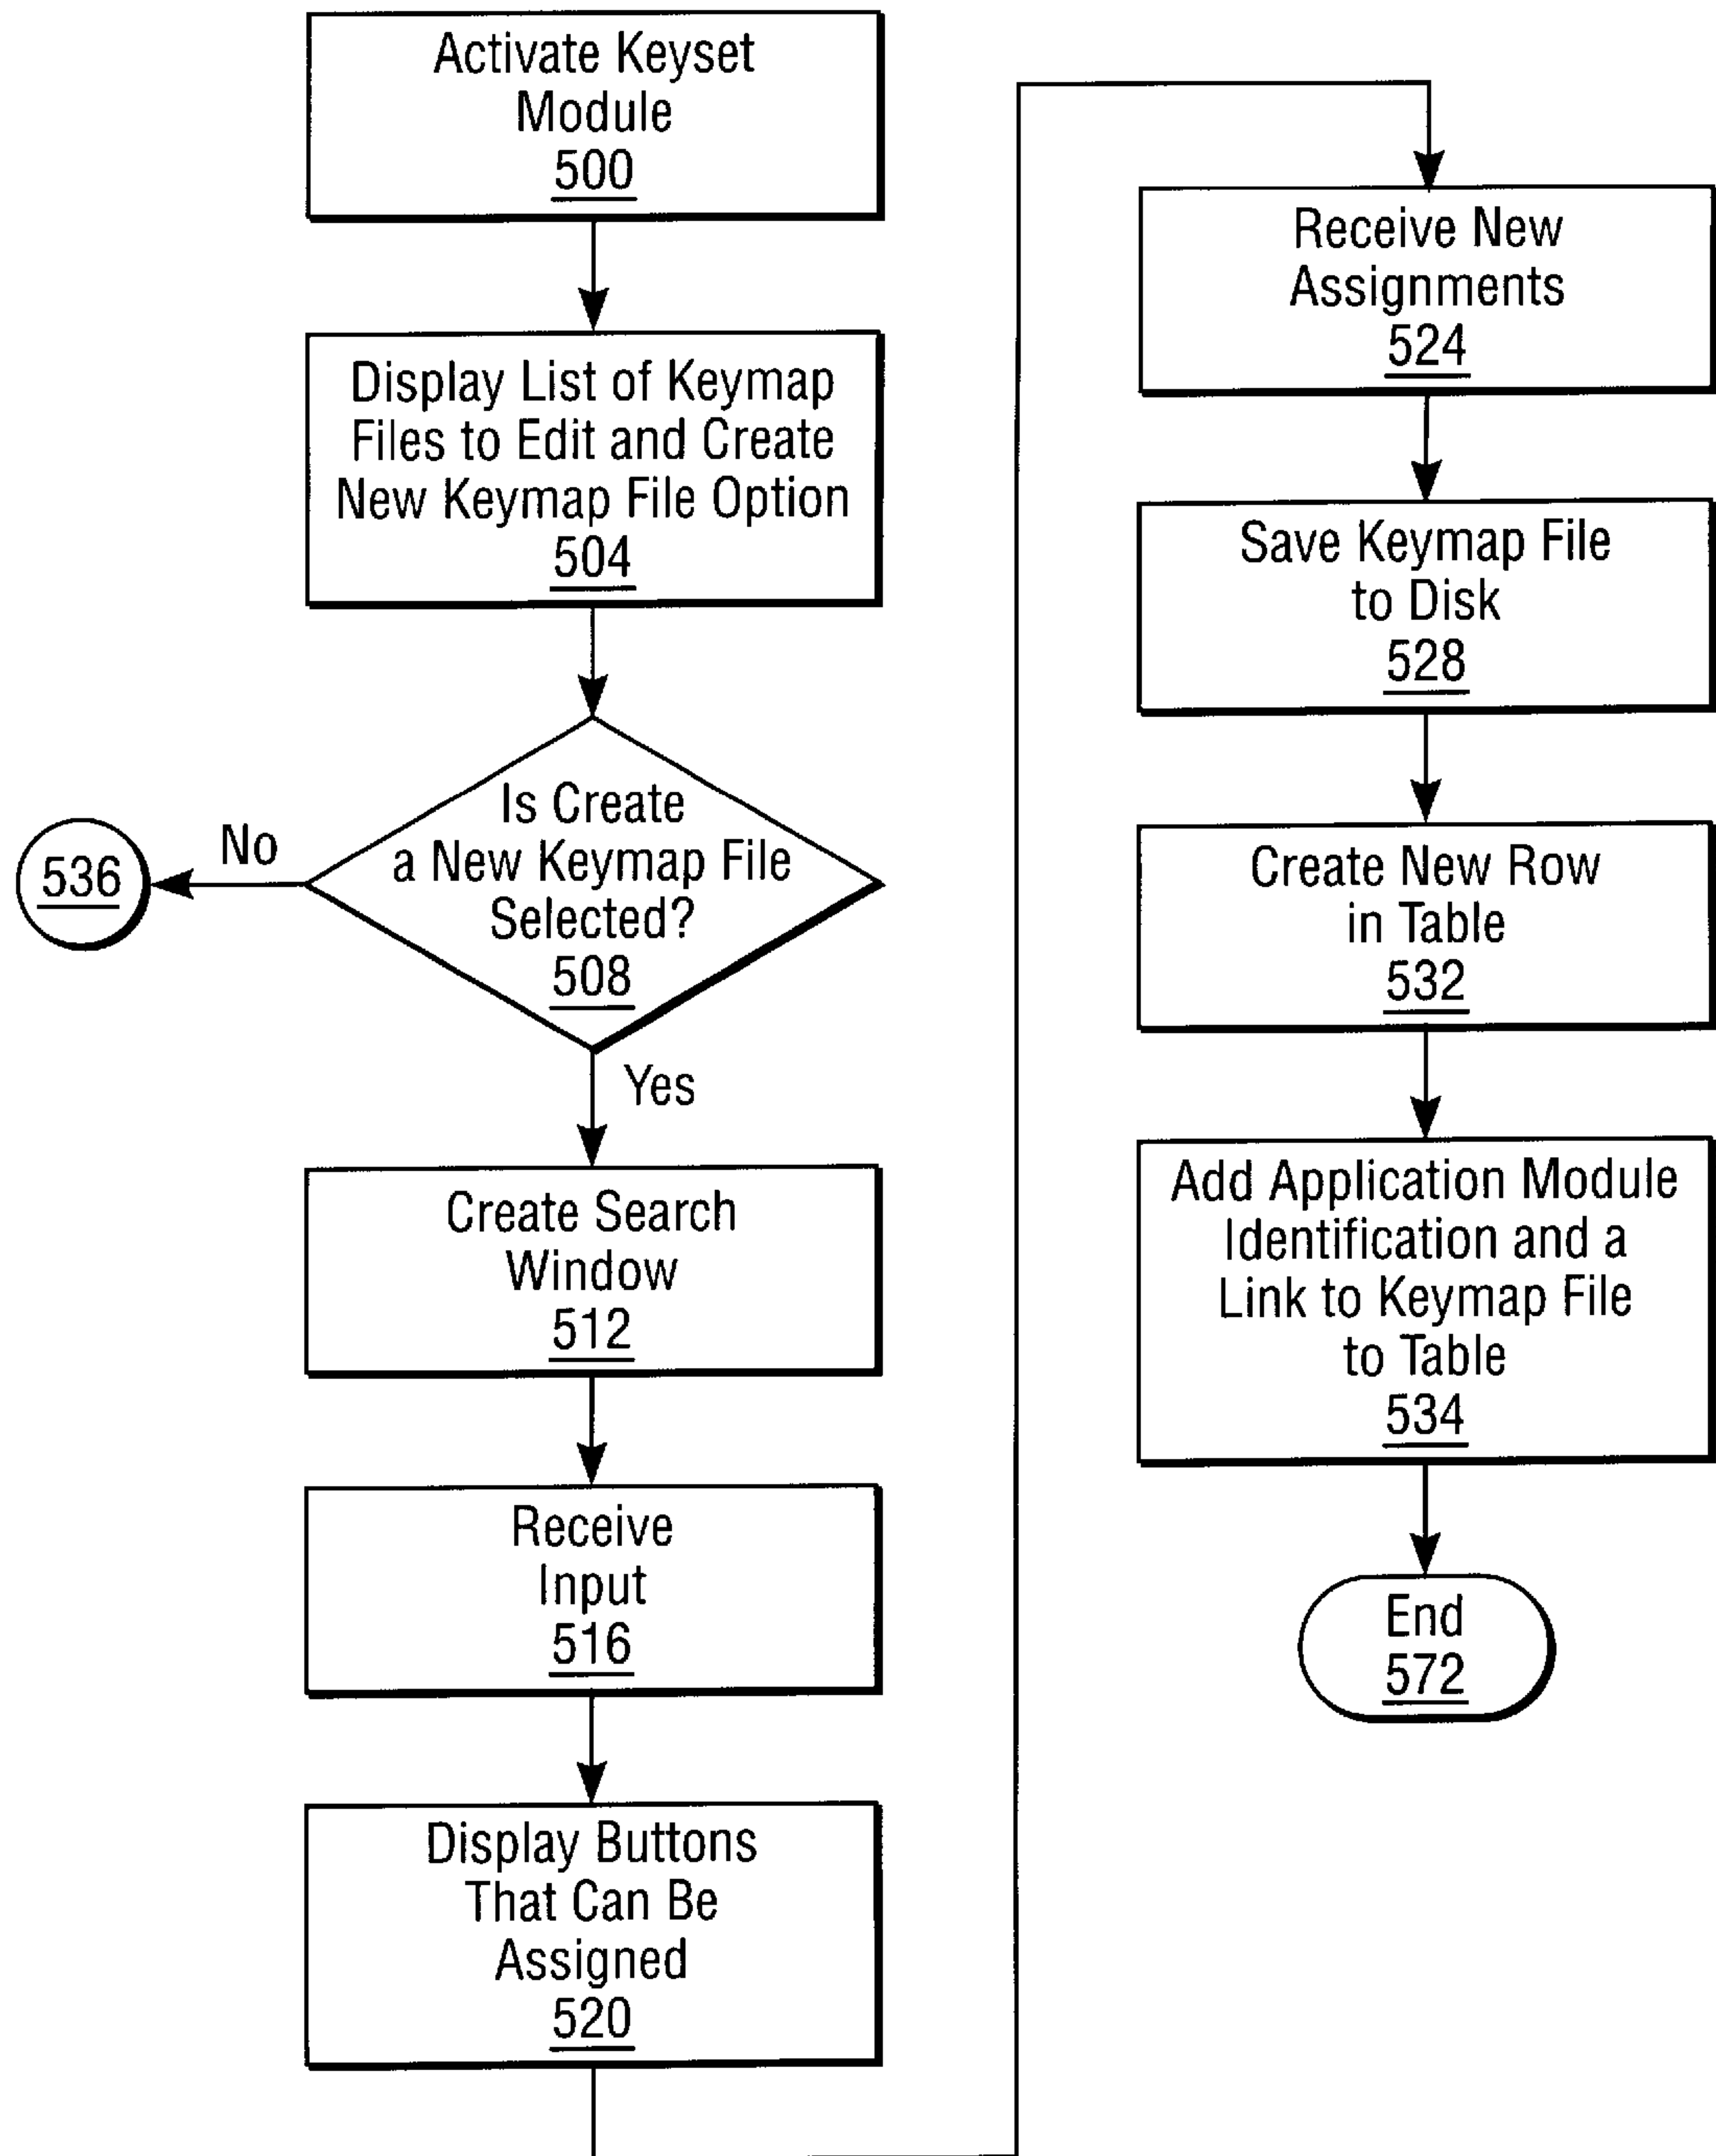 Activate Keyset
Module
500
Display List of Keymap
Files to Edit and Create
New Keymap File Option
504
Is Create
a New Keymap File
Selected?
508
No
536
Yes
Create Search
Window
512
Receive
Input
516
Display Buttons
That Can Be
Assigned
520
Receive New
Assignments
524
Save Keymap File
to Disk
528
Create New Row
in Table
532
Add Application Module
Identification and a
Link to Keymap File
to Table
534
End
572